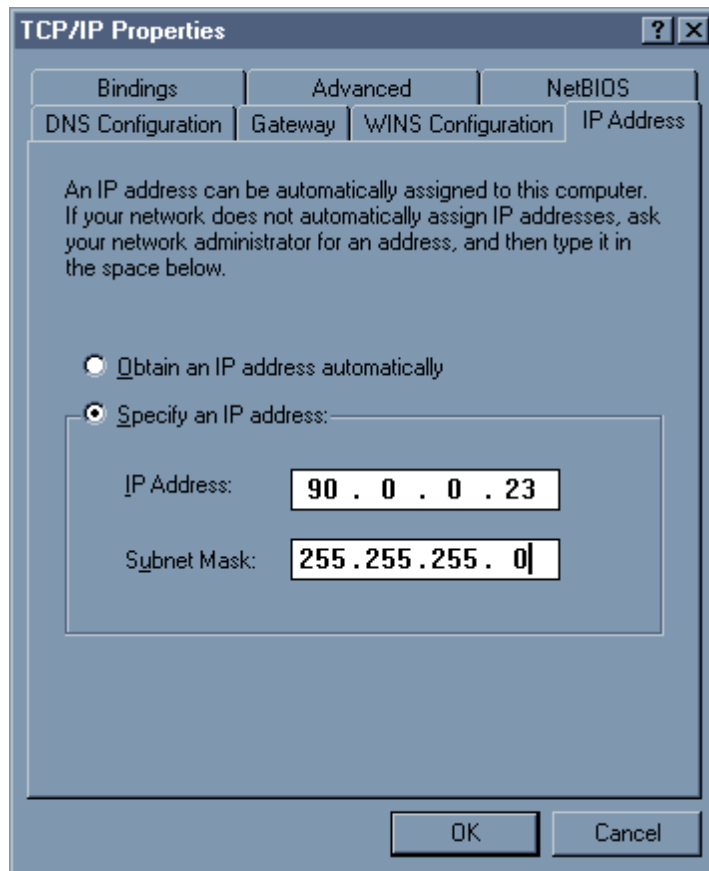 TCP/IP Properties
? X
Bindings Advanced NetBIOS
DNS Configuration Gateway WINS Configuration IP Address
An IP address can be automatically assigned to this computer.
If your network does not automatically assign IP addresses, ask
your network administrator for an address, and then type it in
the space below.
Obtain an IP address automatically
Specify an IP address:
IP Address: 90 . 0 . 0 . 23
Subnet Mask: 255.255.255. 0
OK Cancel